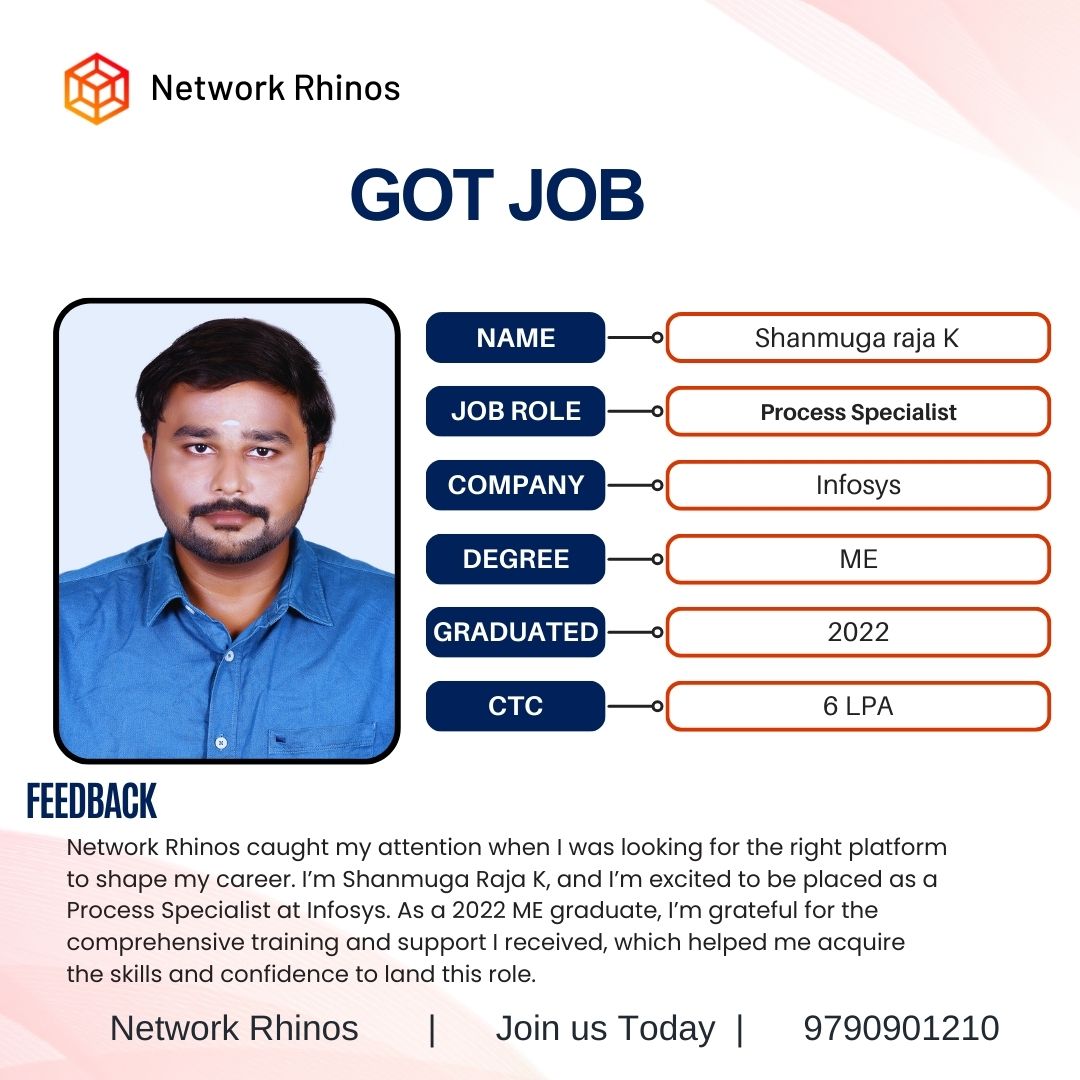 Network Rhinos
GOT JOB
NAME
Shanmuga raja K
JOB ROLE
Process Specialist
COMPANY
Infosys
DEGREE
ME
GRADUATED
2022
CTC
6 LPA
FEEDBACK
Network Rhinos caught my attention when I was looking for the right platform
to shape my career. I’m Shanmuga Raja K, and I’m excited to be placed as a
Process Specialist at Infosys. As a 2022 ME graduate, I’m grateful for the
comprehensive training and support I received, which helped me acquire
the skills and confidence to land this role.
Network Rhinos | Join us Today | 9790901210